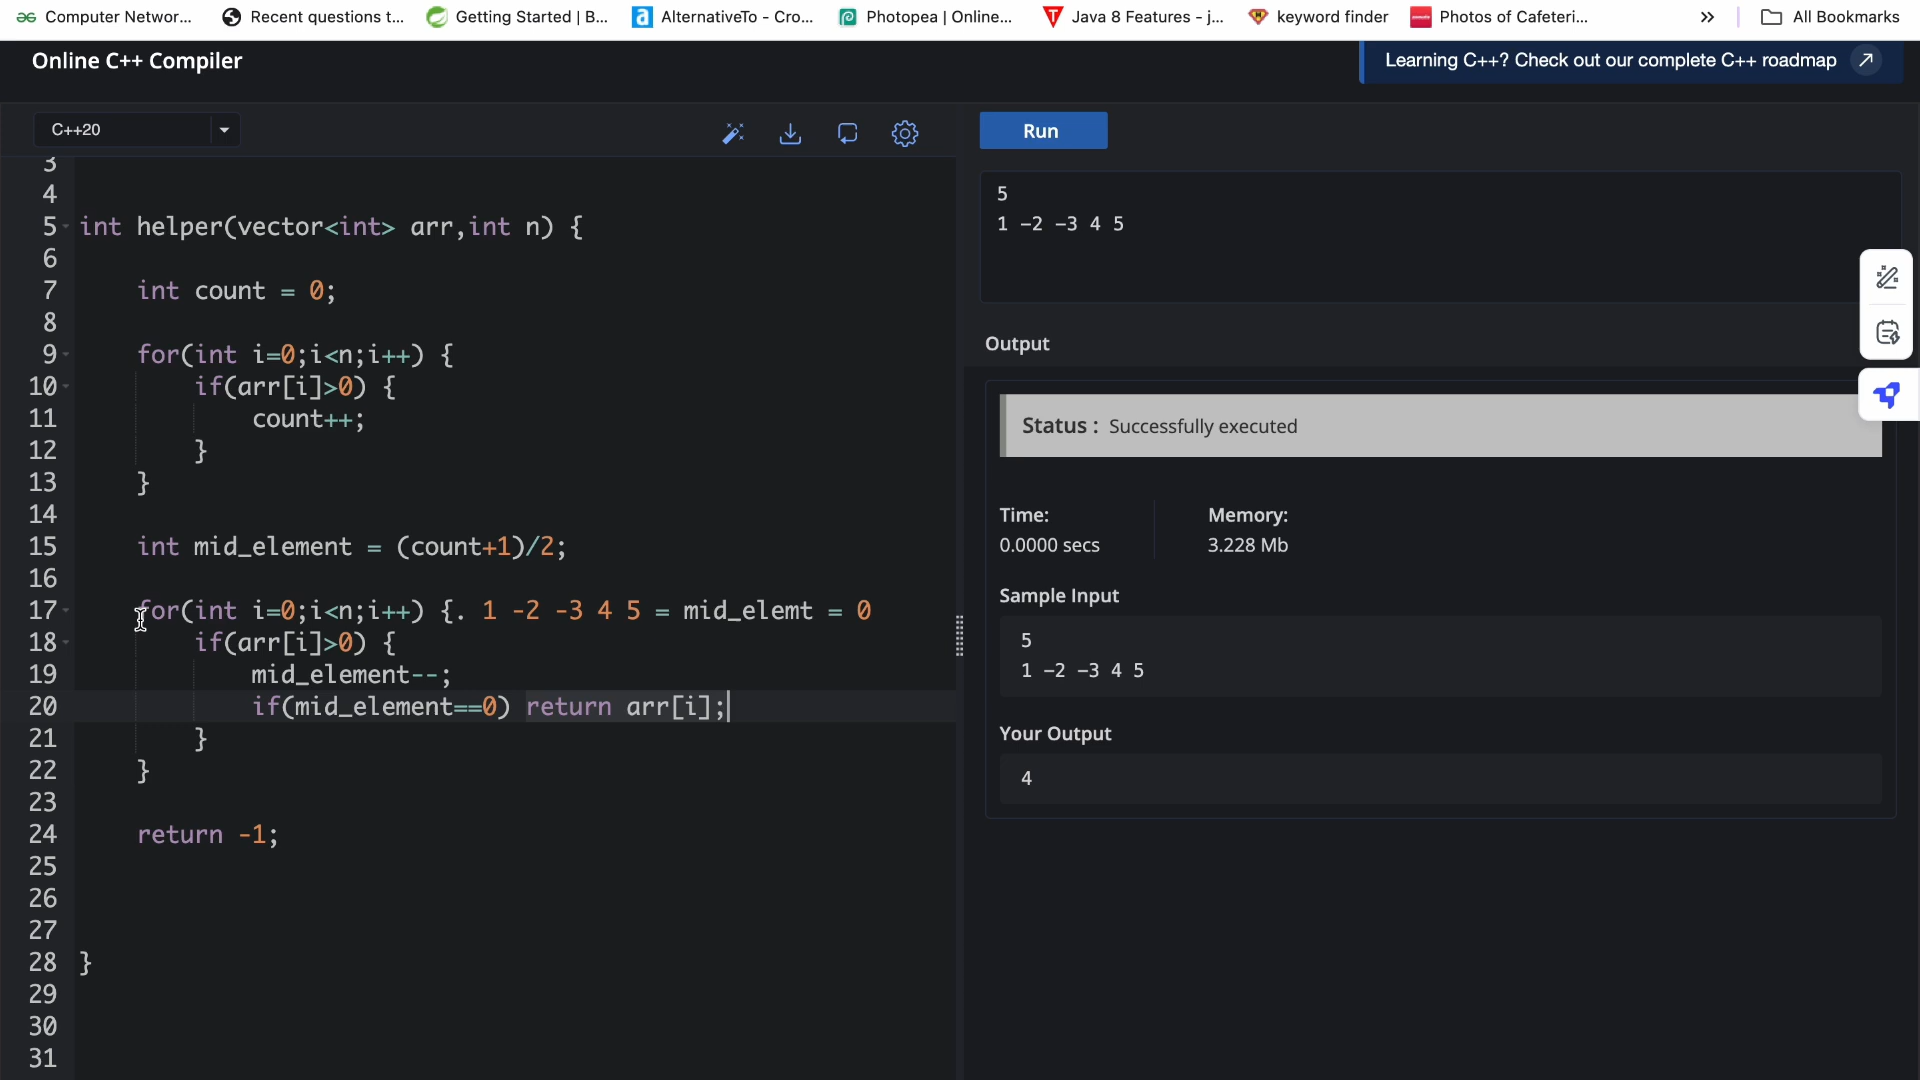 Computer Networ... Recent questions t... Getting Started | B... AlternativeTo - Cro... Photopea | Online... Java 8 Features - j... keyword finder Photos of Cafeteri... » All Bookmarks
Online C++ Compiler
Learning C++? Check out our complete C++ roadmap
C++20
Run
3
4
5 int helper(vector<int> arr,int n) {
6
7 int count = 0;
8
9 for(int i=0;i<n;i++) {
10 if(arr[i]>0) {
11 count++;
12 }
13 }
14
15 int mid_element = (count+1)/2;
16
17 for(int i=0;i<n;i++) {. 1 -2 -3 4 5 = mid_elemt = 0
18 if(arr[i]>0) {
19 mid_element--;
20 if(mid_element==0) return arr[i];
21 }
22 }
23
24 return -1;
25
26
27
28 }
29
30
31
5
1 -2 -3 4 5
Output
Status : Successfully executed
Time: Memory:
0.0000 secs 3.228 Mb
Sample Input
5
1 -2 -3 4 5
Your Output
4